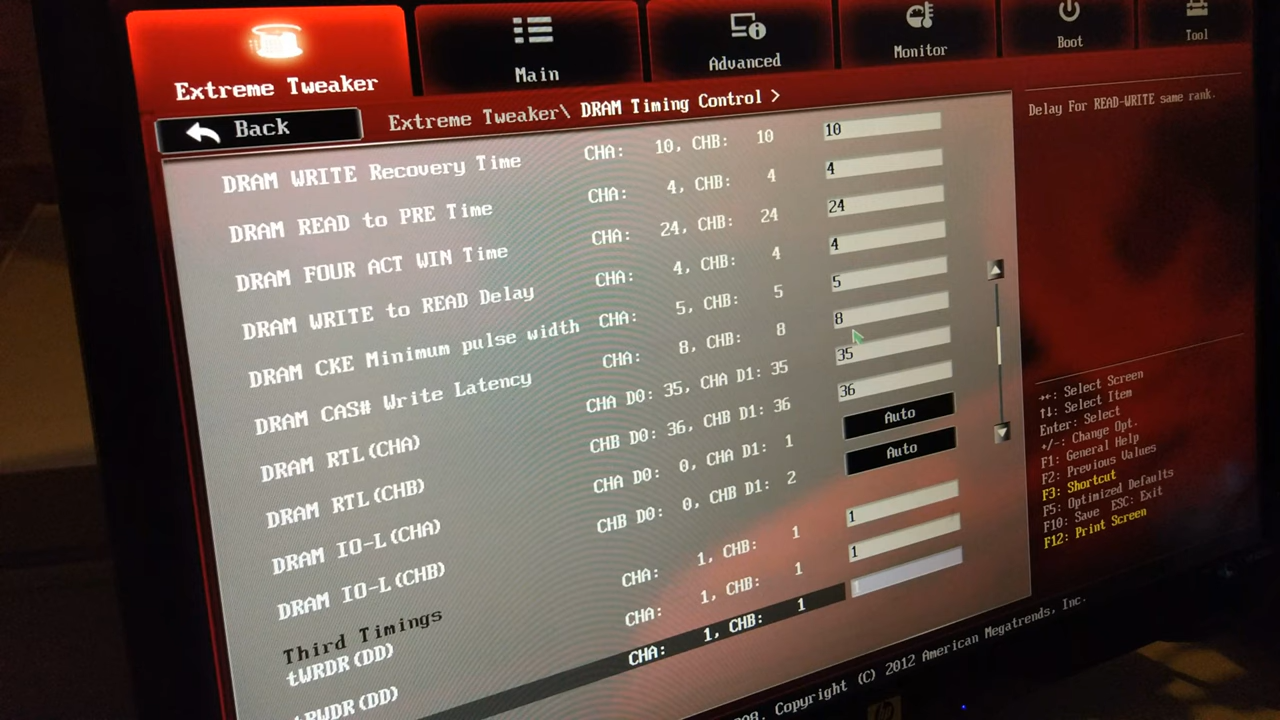 Extreme Tweaker
Main
Advanced
Monitor
Boot
Tool
Back
Extreme Tweaker\ DRAM Timing Control >
Delay For READ-WRITE same rank.
DRAM WRITE Recovery Time CHA: 10, CHB: 10 10
DRAM READ to PRE Time CHA: 4, CHB: 4 4
DRAM FOUR ACT WIN Time CHA: 24, CHB: 24 24
DRAM WRITE to READ Delay CHA: 4, CHB: 4 4
DRAM CKE Minimum pulse width CHA: 5, CHB: 5 5
DRAM CAS# Write Latency CHA: 8, CHB: 8 8
DRAM RTL(CHA) CHA D0: 35, CHA D1: 35 35
DRAM RTL(CHB) CHB D0: 36, CHB D1: 36 36
DRAM IO-L(CHA) CHA D0: 0, CHA D1: 1 Auto
DRAM IO-L(CHB) CHB D0: 0, CHB D1: 2 Auto
Third Timings
tWRDR(DD) CHA: 1, CHB: 1 1
tRWDR(DD) CHA: 1, CHB: 1 1
CHA: 1, CHB: 1 1
→←: Select Screen
↑↓: Select Item
Enter: Select
+/-: Change Opt.
F1: General Help
F2: Previous Values
F3: Shortcut
F5: Optimized Defaults
F10: Save ESC: Exit
F12: Print Screen
Copyright (C) 2012 American Megatrends, Inc.
hp